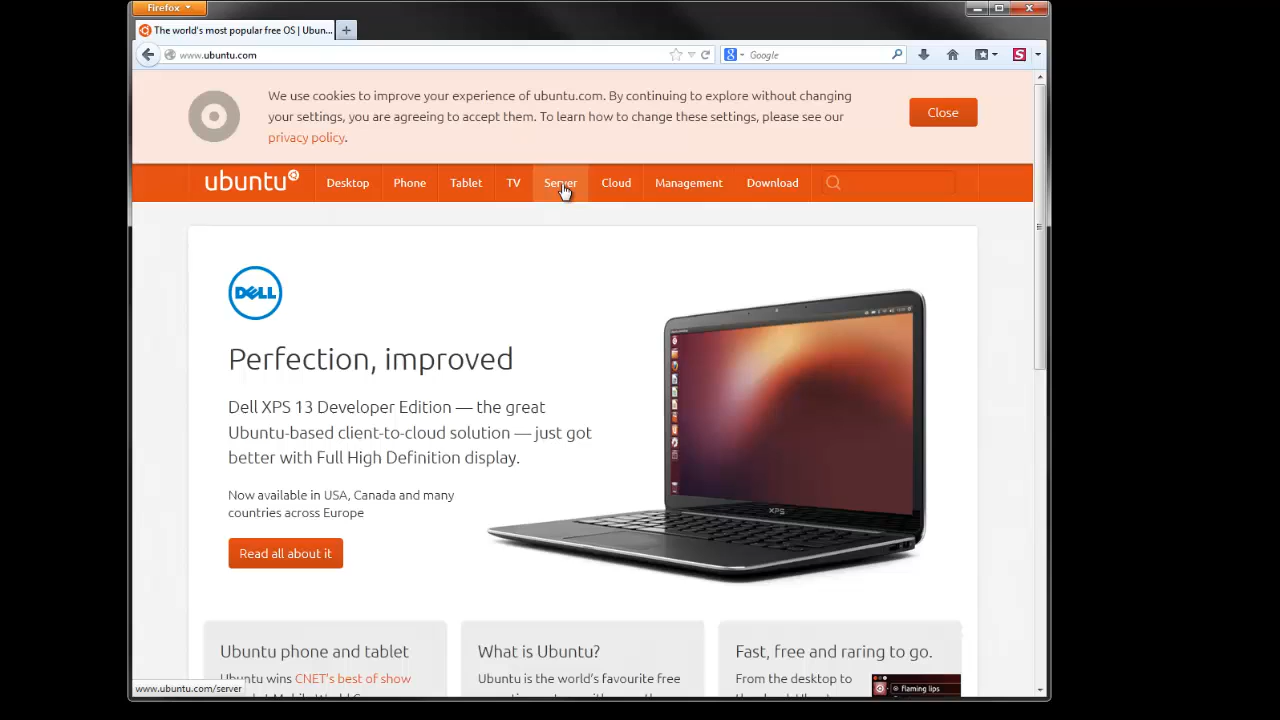 Firefox
The world's most popular free OS | Ubun...
www.ubuntu.com
Google
We use cookies to improve your experience of ubuntu.com. By continuing to explore without changing
your settings, you are agreeing to accept them. To learn how to change these settings, please see our
privacy policy.
Close
ubuntu
Desktop
Phone
Tablet
TV
Server
Cloud
Management
Download
DELL
Perfection, improved
Dell XPS 13 Developer Edition — the great
Ubuntu-based client-to-cloud solution — just got
better with Full High Definition display.
Now available in USA, Canada and many
countries across Europe
Read all about it
XPS
Ubuntu phone and tablet
Ubuntu wins CNET's best of show
What is Ubuntu?
Ubuntu is the world's favourite free
Fast, free and raring to go.
From the desktop to
flaming lips
www.ubuntu.com/server